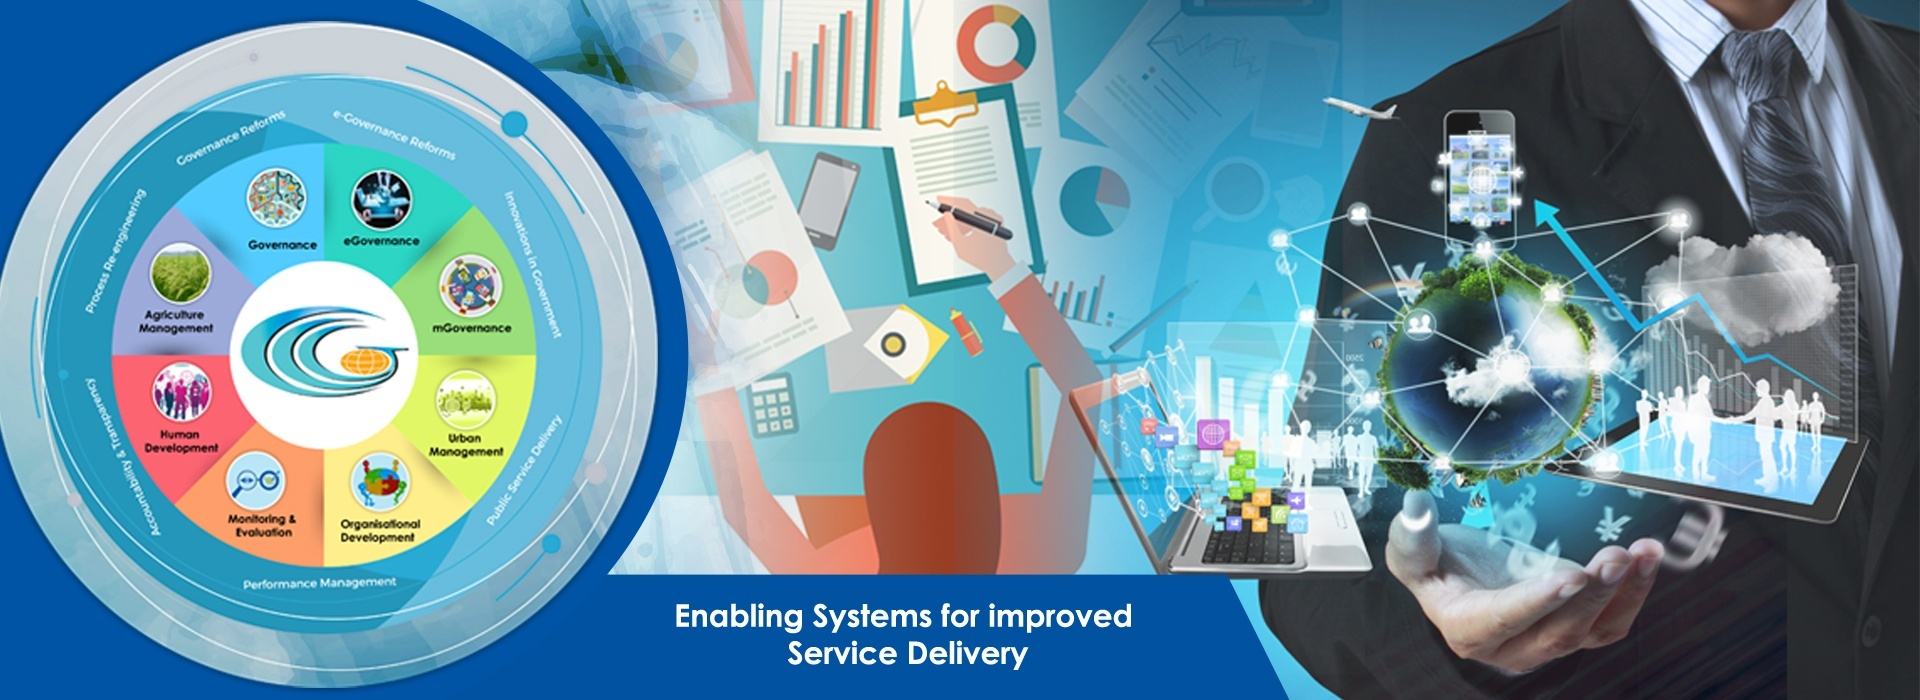 Governance Reforms
e-Governance Reforms
Innovations in Government
Public Service Delivery
Performance Management
Accountability & Transparency
Process Re-engineering
Governance
eGovernance
mGovernance
Urban
Management
Organisational
Development
Monitoring &
Evaluation
Human
Development
Agriculture
Management
Enabling Systems for improved
Service Delivery